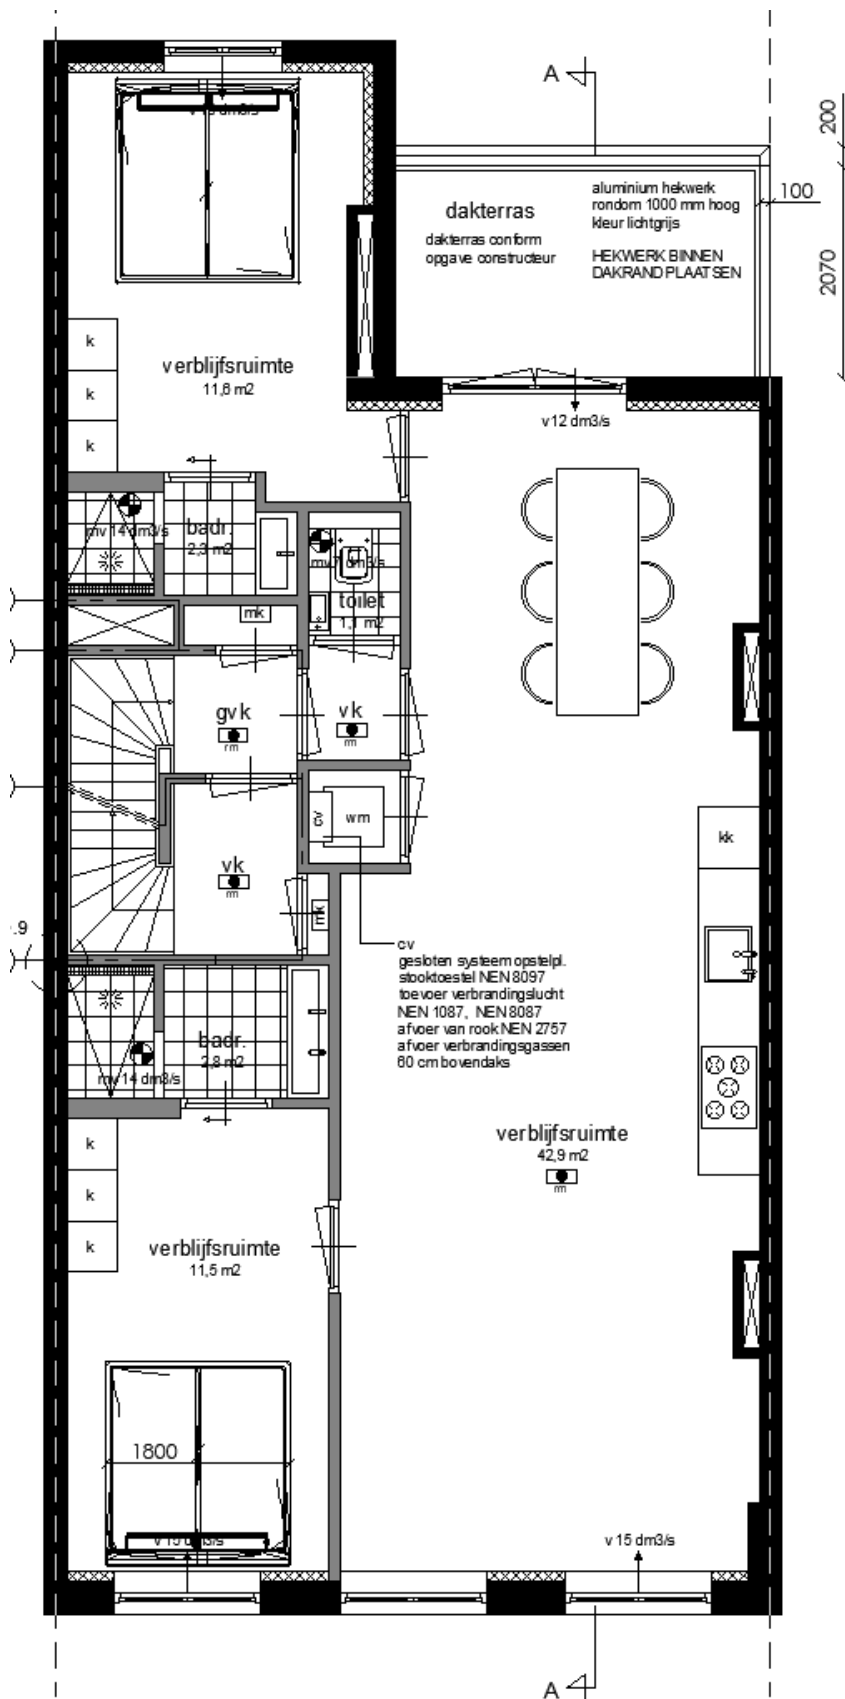 A
200
100
2070
dakterras
dakterras conform
opgave constructeur
aluminium hekwerk
rondom 1000 mm hoog
kleur lichtgrijs
HEKWERK BINNEN
DAKRAND PLAATSEN
k
k
k
verblijfsruimte
11,6 m2
v 12 dm3/s
mv 14 dm3/s
badr.
2,3 m2
toilet
1,1 m2
mk
gvk
rm
vk
rm
vk
rm
cv
wm
mk
kk
.9
cv
gesloten systeem opstelpl.
stooktoestel NEN 8097
toevoer verbrandingslucht
NEN 1087, NEN 8087
afvoer van rook NEN 2757
afvoer verbrandingsgassen
60 cm bovendaks
badr.
2,8 m2
mv 14 dm3/s
verblijfsruimte
42,9 m2
rm
k
k
k
verblijfsruimte
11,5 m2
1800
v 15 dm3/s
v 15 dm3/s
A